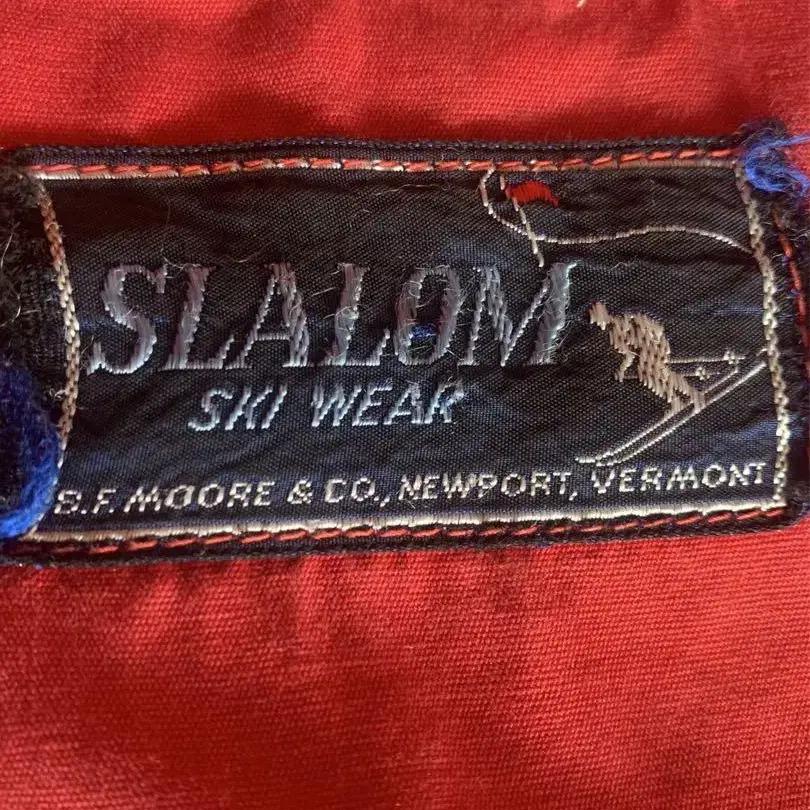 SLALOM
SKI WEAR
B.F. MOORE & CO., NEWPORT, VERMONT